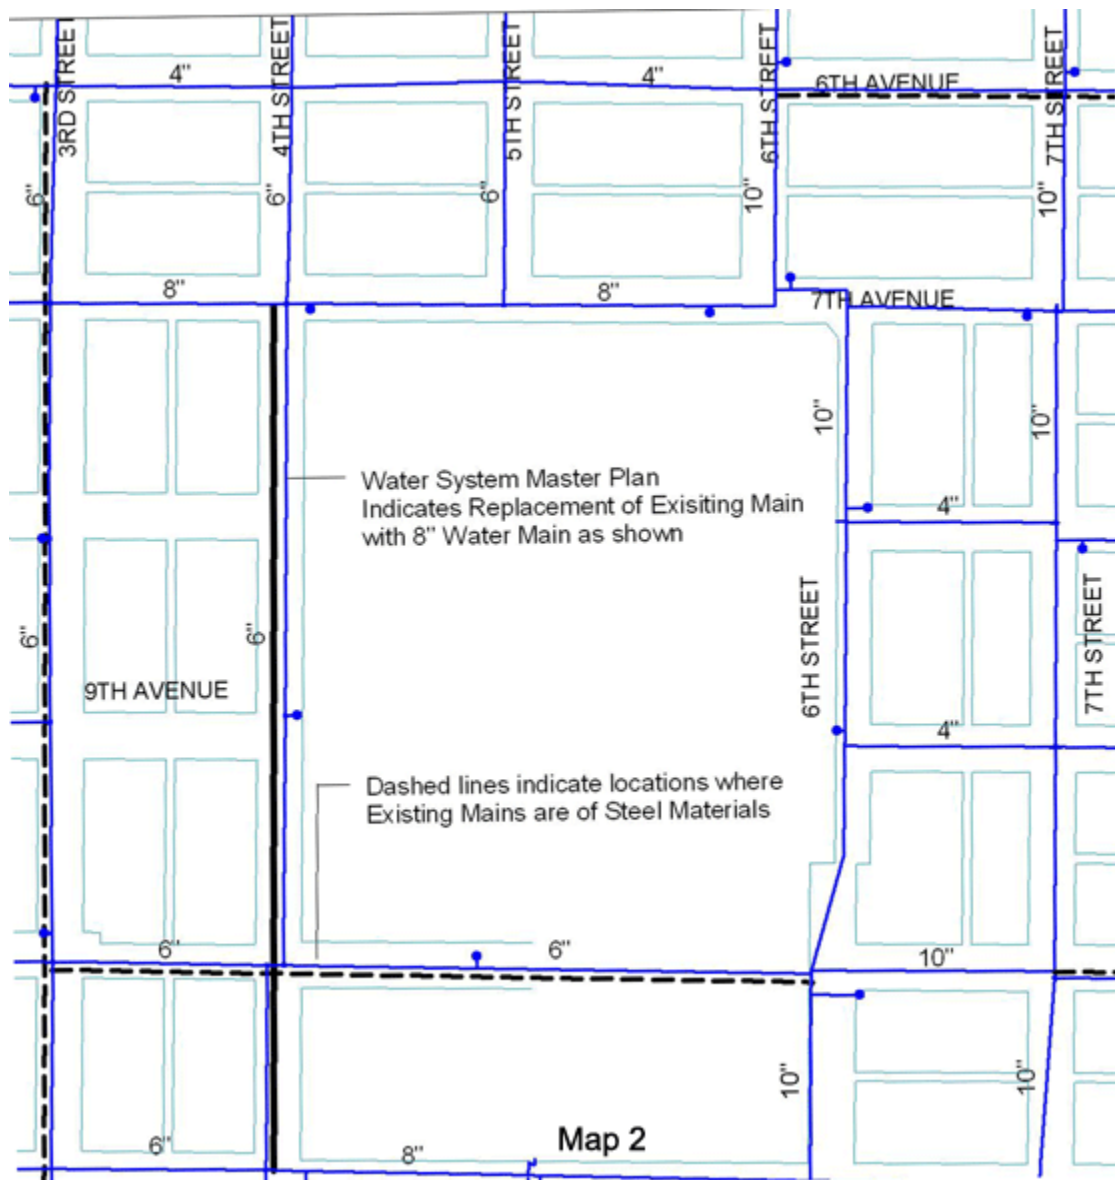 3RD STREET
4TH STREET
5TH STREET
6TH STREET
7TH STREET
4"
4"
6TH AVENUE
6"
6"
6"
10"
10"
8"
8"
7TH AVENUE
10"
10"
Water System Master Plan
Indicates Replacement of Exisiting Main
with 8" Water Main as shown
4"
6"
6"
6TH STREET
7TH STREET
9TH AVENUE
4"
Dashed lines indicate locations where
Existing Mains are of Steel Materials
6"
6"
10"
10"
10"
6"
8"
Map 2